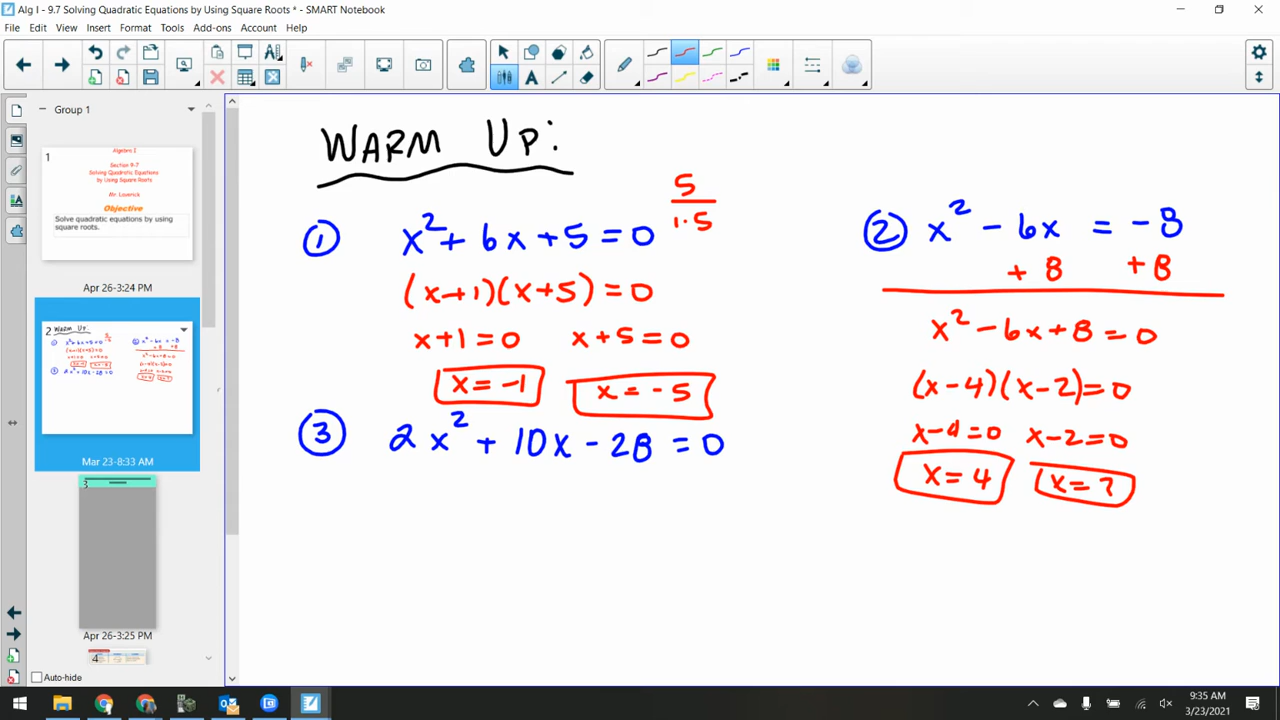 Alg I - 9.7 Solving Quadratic Equations by Using Square Roots * - SMART Notebook
File Edit View Insert Format Tools Add-ons Account Help
Group 1
1
Algebra I
Section 9-7
Solving Quadratic Equations
by Using Square Roots
Mr. Laverick
Objective
Solve quadratic equations by using
square roots.
Apr 26-3:24 PM
2
Mar 23-8:33 AM
3
Apr 26-3:25 PM
4
Auto-hide
WARM UP:
① x² + 6x + 5 = 0
5
1·5
(x+1)(x+5) = 0
x+1 = 0 x+5 = 0
x = -1 x = -5
② x² - 6x = -8
+ 8 +8
x² - 6x + 8 = 0
(x-4)(x-2) = 0
x-4=0 x-2=0
x = 4 x = 2
③ 2x² + 10x - 28 = 0
9:35 AM
3/23/2021